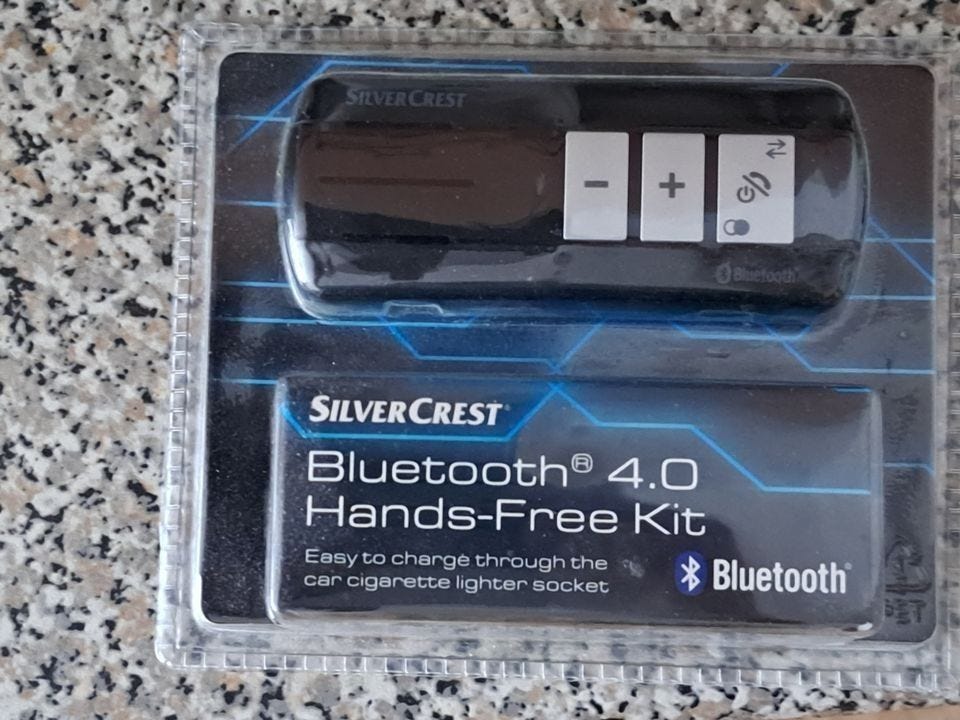 SILVERCREST
− +
Bluetooth
SILVERCREST®
Bluetooth® 4.0
Hands-Free Kit
Easy to charge through the
car cigarette lighter socket
Bluetooth®